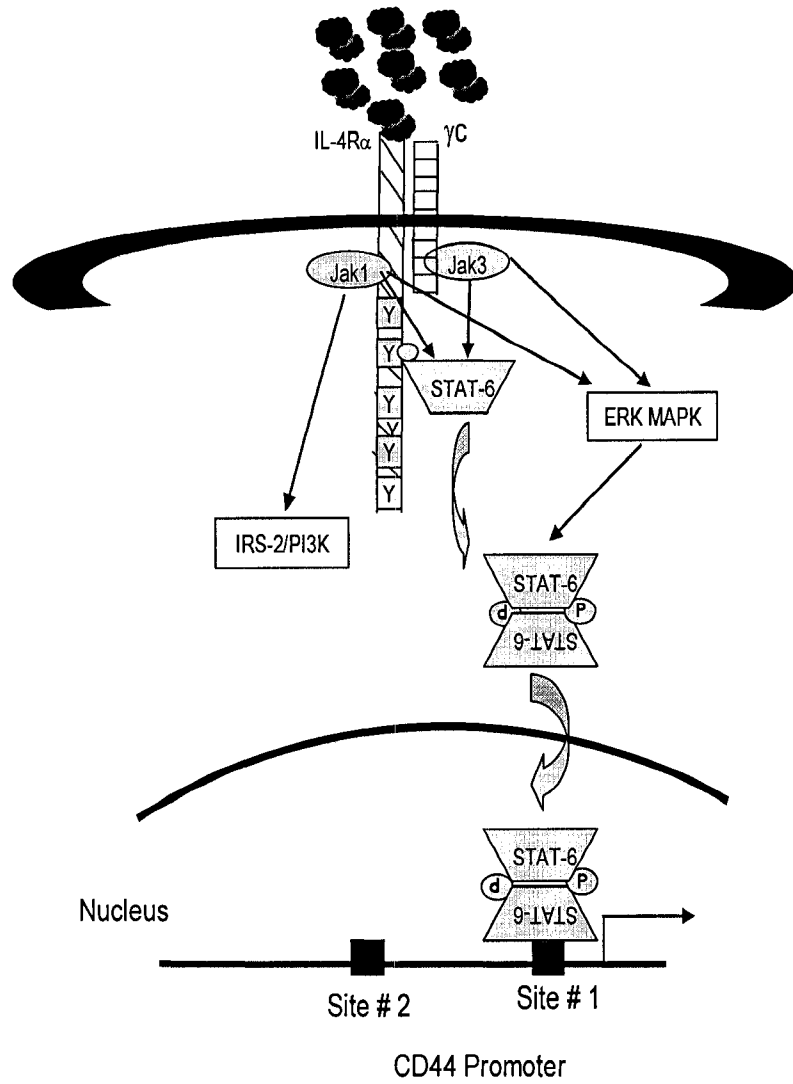 IL-4Rα
γC
Jak1
Jak3
Y
Y
STAT-6
Y
Y
Y
Y
ERK MAPK
IRS-2/PI3K
STAT-6
P
P
STAT-6
STAT-6
P
P
STAT-6
Nucleus
Site # 2
Site # 1
CD44 Promoter